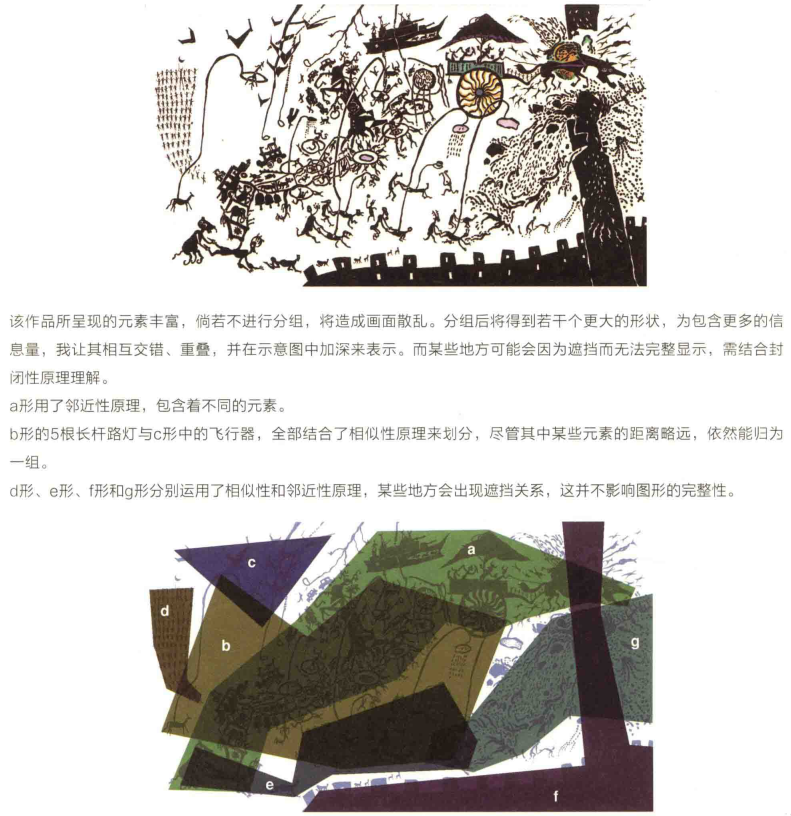 该作品所呈现的元素丰富，倘若不进行分组，将造成画面散乱。分组后将得到若干个更大的形状，为包含更多的信
息量，我让其相互交错、重叠，并在示意图中加深来表示。而某些地方可能会因为遮挡而无法完整显示，需结合封
闭性原理理解。
a形用了邻近性原理，包含着不同的元素。
b形的5根长杆路灯与c形中的飞行器，全部结合了相似性原理来划分，尽管其中某些元素的距离略远，依然能归为
一组。
d形、e形、f形和g形分别运用了相似性和邻近性原理，某些地方会出现遮挡关系，这并不影响图形的完整性。
a
c
d
b
g
e
f